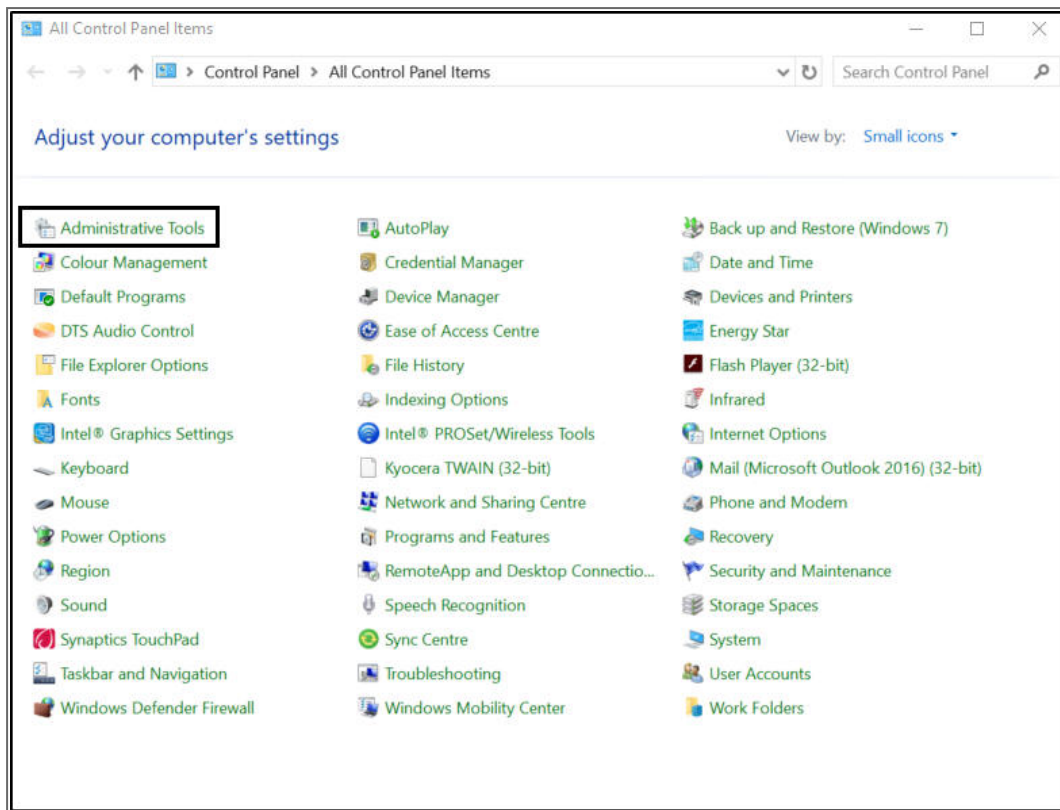 All Control Panel Items
Control Panel > All Control Panel Items
Search Control Panel
Adjust your computer's settings
View by: Small icons
Administrative Tools
AutoPlay
Back up and Restore (Windows 7)
Colour Management
Credential Manager
Date and Time
Default Programs
Device Manager
Devices and Printers
DTS Audio Control
Ease of Access Centre
Energy Star
File Explorer Options
File History
Flash Player (32-bit)
Fonts
Indexing Options
Infrared
Intel® Graphics Settings
Intel® PROSet/Wireless Tools
Internet Options
Keyboard
Kyocera TWAIN (32-bit)
Mail (Microsoft Outlook 2016) (32-bit)
Mouse
Network and Sharing Centre
Phone and Modem
Power Options
Programs and Features
Recovery
Region
RemoteApp and Desktop Connectio...
Security and Maintenance
Sound
Speech Recognition
Storage Spaces
Synaptics TouchPad
Sync Centre
System
Taskbar and Navigation
Troubleshooting
User Accounts
Windows Defender Firewall
Windows Mobility Center
Work Folders